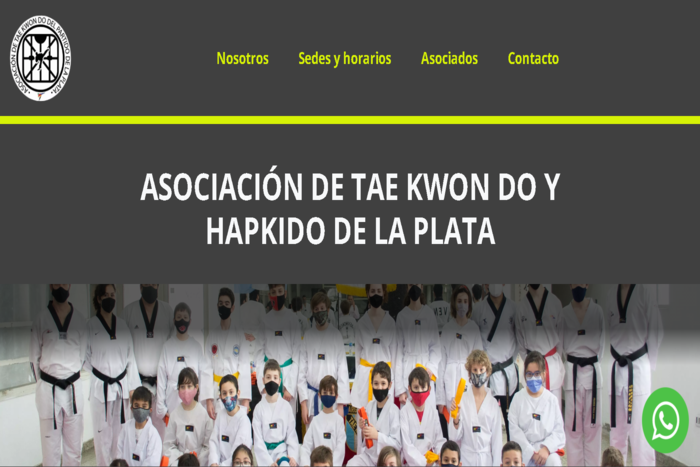 ASOCIACIÓN DE TAE KWON DO DEL PARTIDO DE LA PLATA
Nosotros
Sedes y horarios
Asociados
Contacto
ASOCIACIÓN DE TAE KWON DO Y
HAPKIDO DE LA PLATA